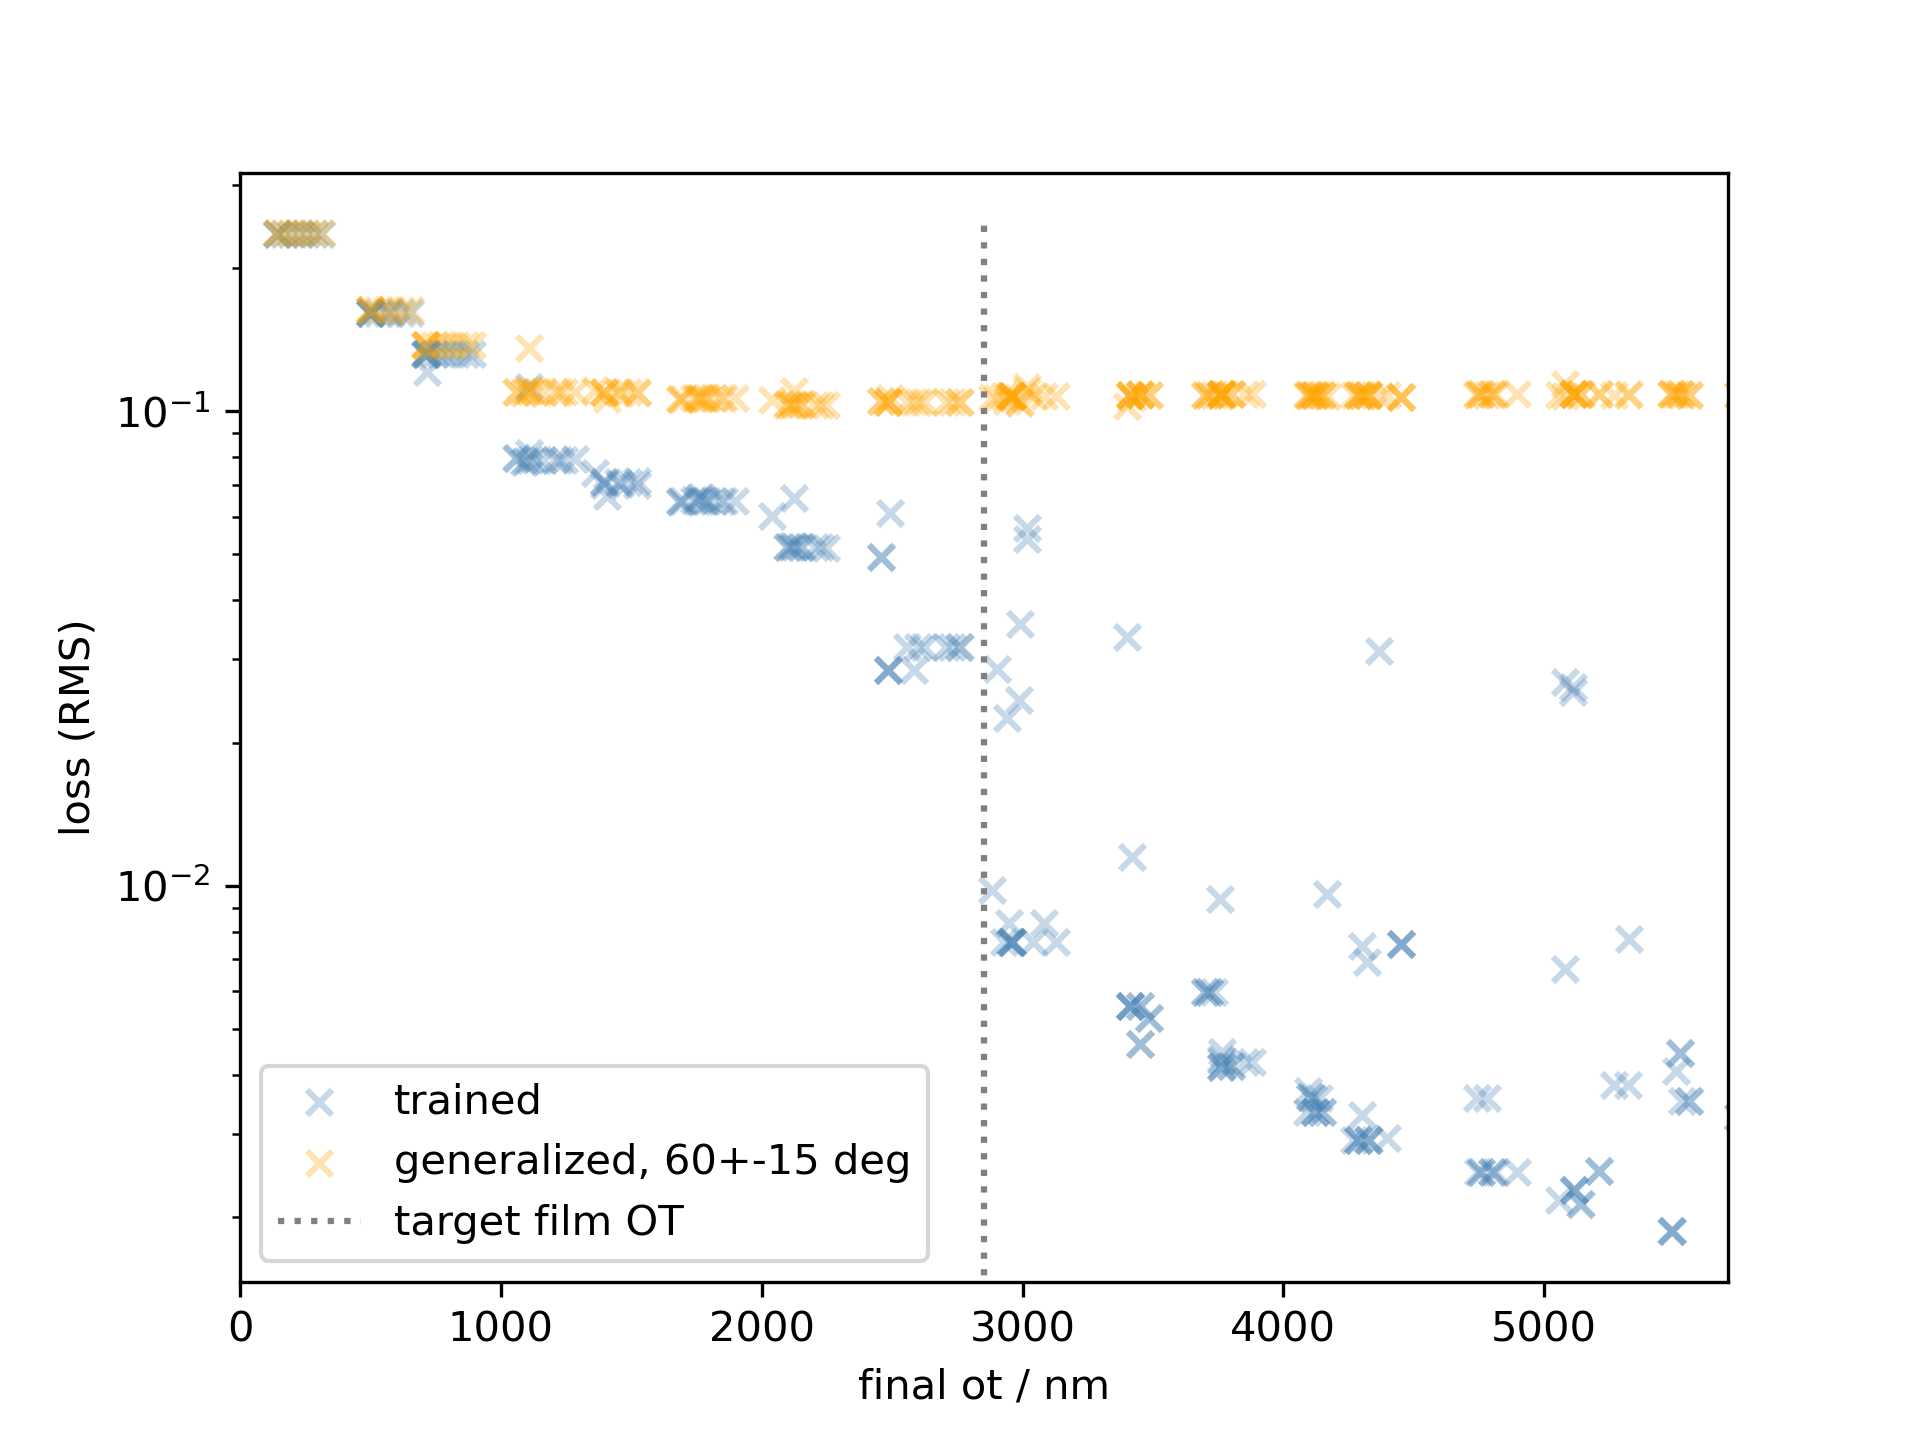 10⁻¹
10⁻²
loss (RMS)
trained
generalized, 60+-15 deg
target film OT
0 1000 2000 3000 4000 5000
final ot / nm